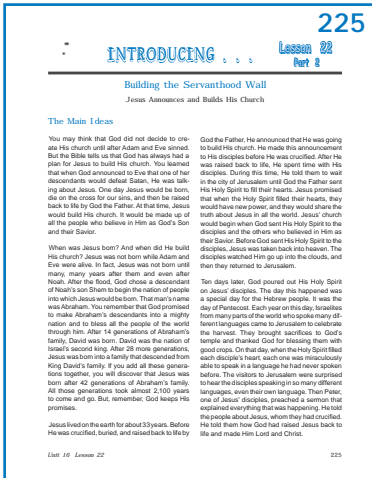 225
INTRODUCING . . .
Lesson 22
Part 2
Building the Servanthood Wall
Jesus Announces and Builds His Church
The Main Ideas
You may think that God did not decide to cre-
ate His church until after Adam and Eve sinned.
But the Bible tells us that God has always had a
plan for Jesus to build His church. You learned
that when God announced to Eve that one of her
descendants would defeat Satan, He was talk-
ing about Jesus. One day Jesus would be born,
die on the cross for our sins, and then be raised
back to life by God the Father. At that time, Jesus
would build His church. It would be made up of
all the people who believe in Him as God's Son
and their Savior.
When was Jesus born? And when did He build
His church? Jesus was not born while Adam and
Eve were alive. In fact, Jesus was not born until
many, many years after them and even after
Noah. After the flood, God chose a descendant
of Noah's son Shem to begin the nation of people
into which Jesus would be born. That man's name
was Abraham. You remember that God promised
to make Abraham's descendants into a mighty
nation and to bless all the people of the world
through him. After 14 generations of Abraham's
family, David was born. David was the nation of
Israel's second king. After 28 more generations,
Jesus was born into a family that descended from
King David's family. If you add all these genera-
tions together, you will discover that Jesus was
born after 42 generations of Abraham's family.
All those generations took almost 2,100 years
to come and go. But, remember, God keeps His
promises.
Jesus lived on the earth for about 33 years. Before
He was crucified, buried, and raised back to life by
God the Father, He announced that He was going
to build His church. He made this announcement
to His disciples before He was crucified. After He
was raised back to life, He spent time with His
disciples. During this time, He told them to wait
in the city of Jerusalem until God the Father sent
His Holy Spirit to fill their hearts. Jesus promised
that when the Holy Spirit filled their hearts, they
would have new power, and they would share the
truth about Jesus in all the world. Jesus' church
would begin when God sent His Holy Spirit to the
disciples and the others who believed in Him as
their Savior. Before God sent His Holy Spirit to the
disciples, Jesus was taken back into heaven. The
disciples watched Him go up into the clouds, and
then they returned to Jerusalem.
Ten days later, God poured out His Holy Spirit
on Jesus' disciples. The day this happened was
a special day for the Hebrew people. It was the
day of Pentecost. Each year on this day, Israelites
from many parts of the world who spoke many dif-
ferent languages came to Jerusalem to celebrate
the harvest. They brought sacrifices to God's
temple and thanked God for blessing them with
good crops. On that day, when the Holy Spirit filled
each disciple's heart, each one was miraculously
able to speak in a language he had never spoken
before. The visitors to Jerusalem were surprised
to hear the disciples speaking in so many different
languages, even their own language. Then Peter,
one of Jesus' disciples, preached a sermon that
explained everything that was happening. He told
the people about Jesus, whom they had crucified.
He told them how God had raised Jesus back to
life and made Him Lord and Christ.
Unit 16 Lesson 22
225